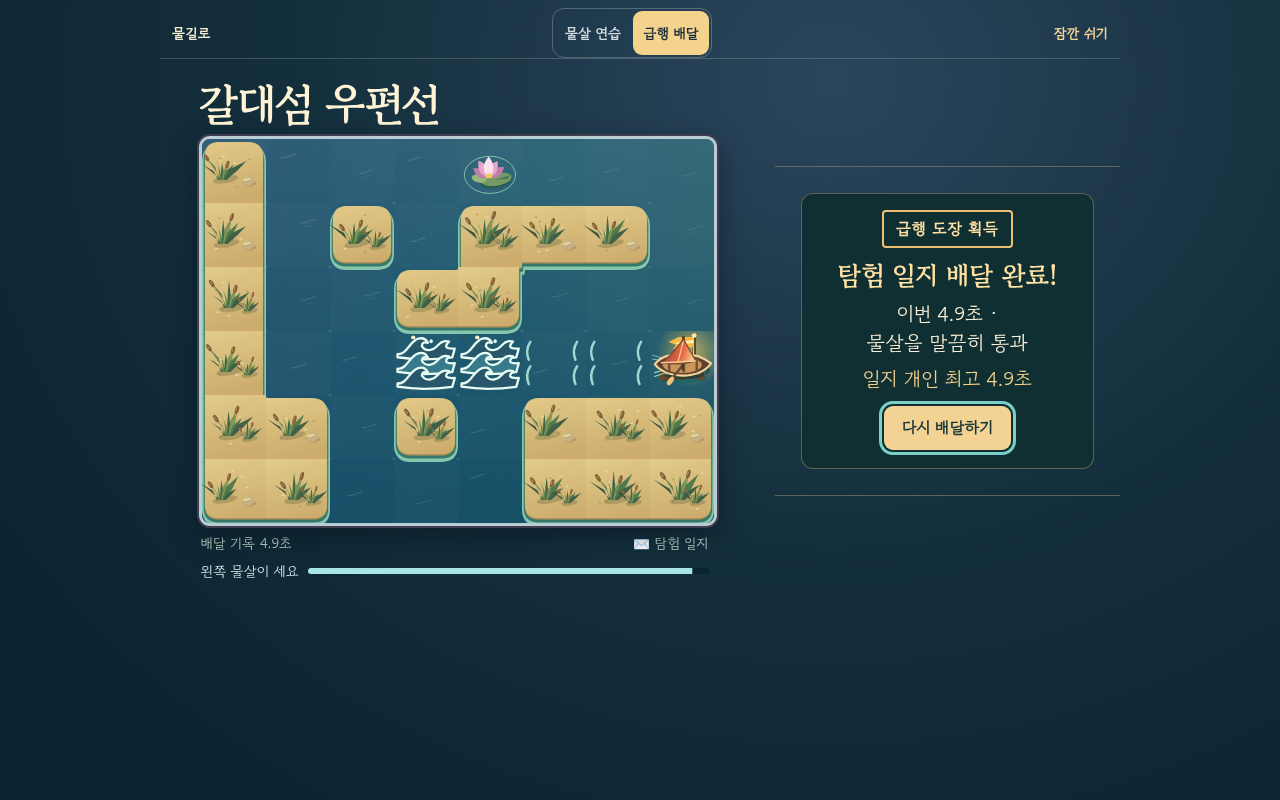 물길로
물살 연습
급행 배달
잠깐 쉬기
갈대섬 우편선
급행 도장 획득
탐험 일지 배달 완료!
이번 4.9초 ·
물살을 말끔히 통과
일지 개인 최고 4.9초
다시 배달하기
배달 기록 4.9초
✉️ 탐험 일지
왼쪽 물살이 세요